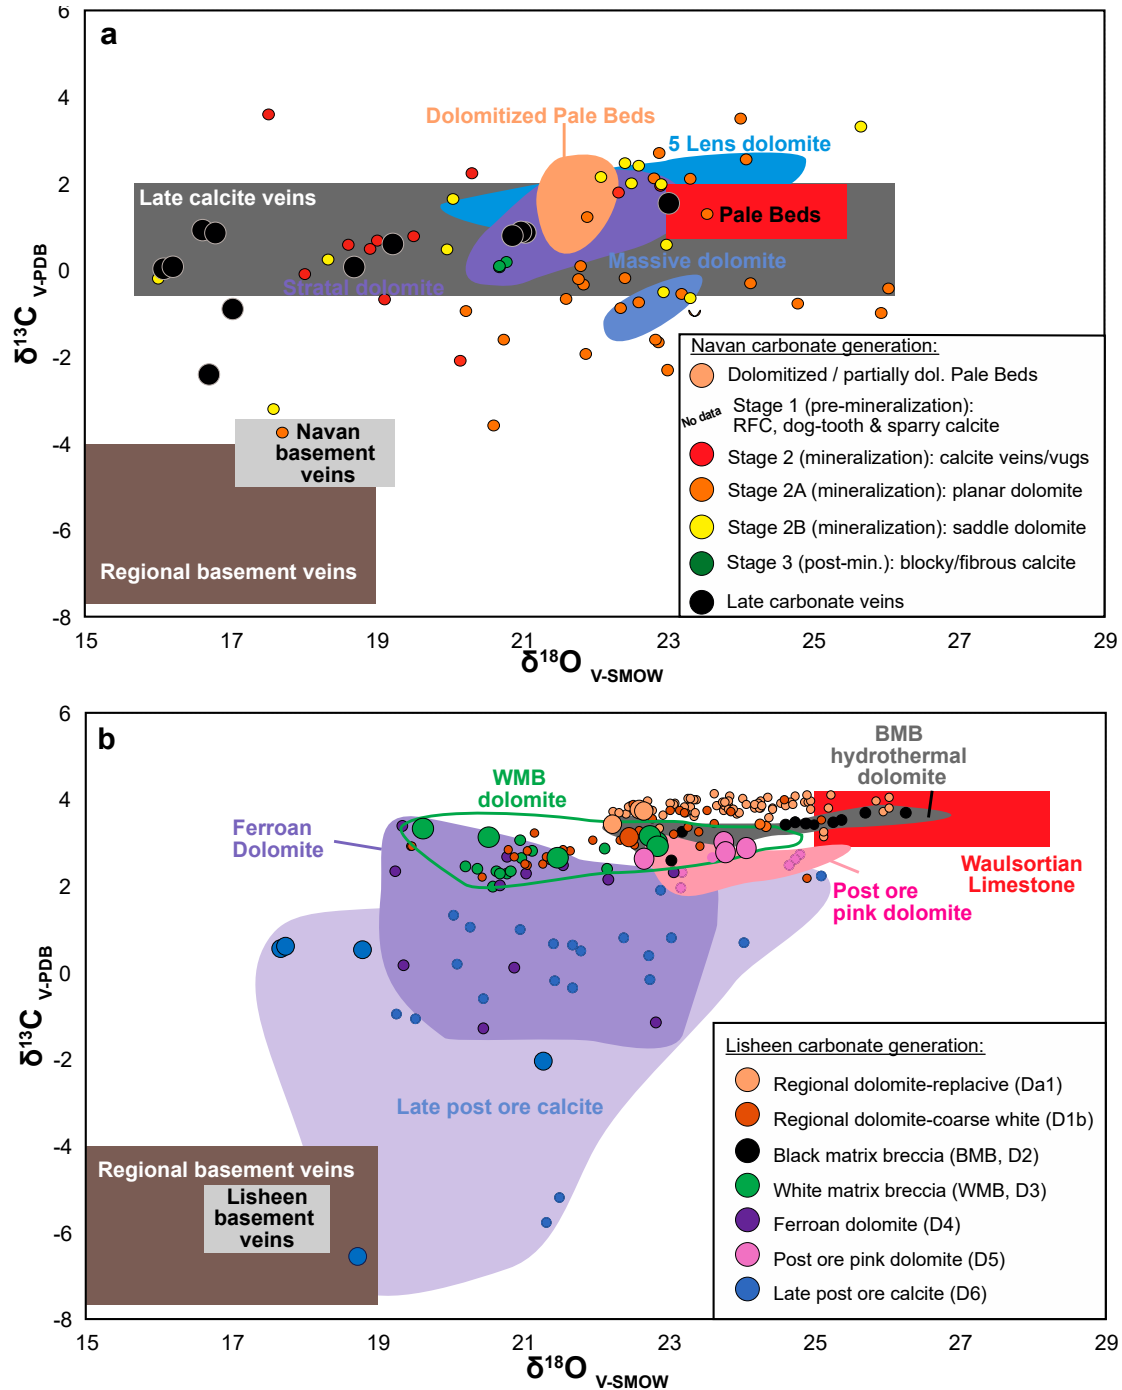 6
a
Dolomitized Pale Beds
4
5 Lens dolomite
2
Late calcite veins
Pale Beds
0
Massive dolomite
Stratal dolomite
δ13C V-PDB
-2
Navan carbonate generation:
Dolomitized / partially dol. Pale Beds
No data
Stage 1 (pre-mineralization):
RFC, dog-tooth & sparry calcite
Navan
basement
veins
-4
Stage 2 (mineralization): calcite veins/vugs
Stage 2A (mineralization): planar dolomite
Stage 2B (mineralization): saddle dolomite
-6
Regional basement veins
Stage 3 (post-min.): blocky/fibrous calcite
Late carbonate veins
-8
15 17 19 21 23 25 27 29
δ18O V-SMOW
6
b
BMB
hydrothermal
dolomite
WMB
dolomite
4
Ferroan
Dolomite
Waulsortian
Limestone
2
Post ore
pink dolomite
0
δ13C V-PDB
-2
Lisheen carbonate generation:
Late post ore calcite
Regional dolomite-replacive (Da1)
Regional dolomite-coarse white (D1b)
-4
Black matrix breccia (BMB, D2)
Regional basement veins
White matrix breccia (WMB, D3)
Lisheen
basement
veins
Ferroan dolomite (D4)
-6
Post ore pink dolomite (D5)
Late post ore calcite (D6)
-8
15 17 19 21 23 25 27 29
δ18O V-SMOW